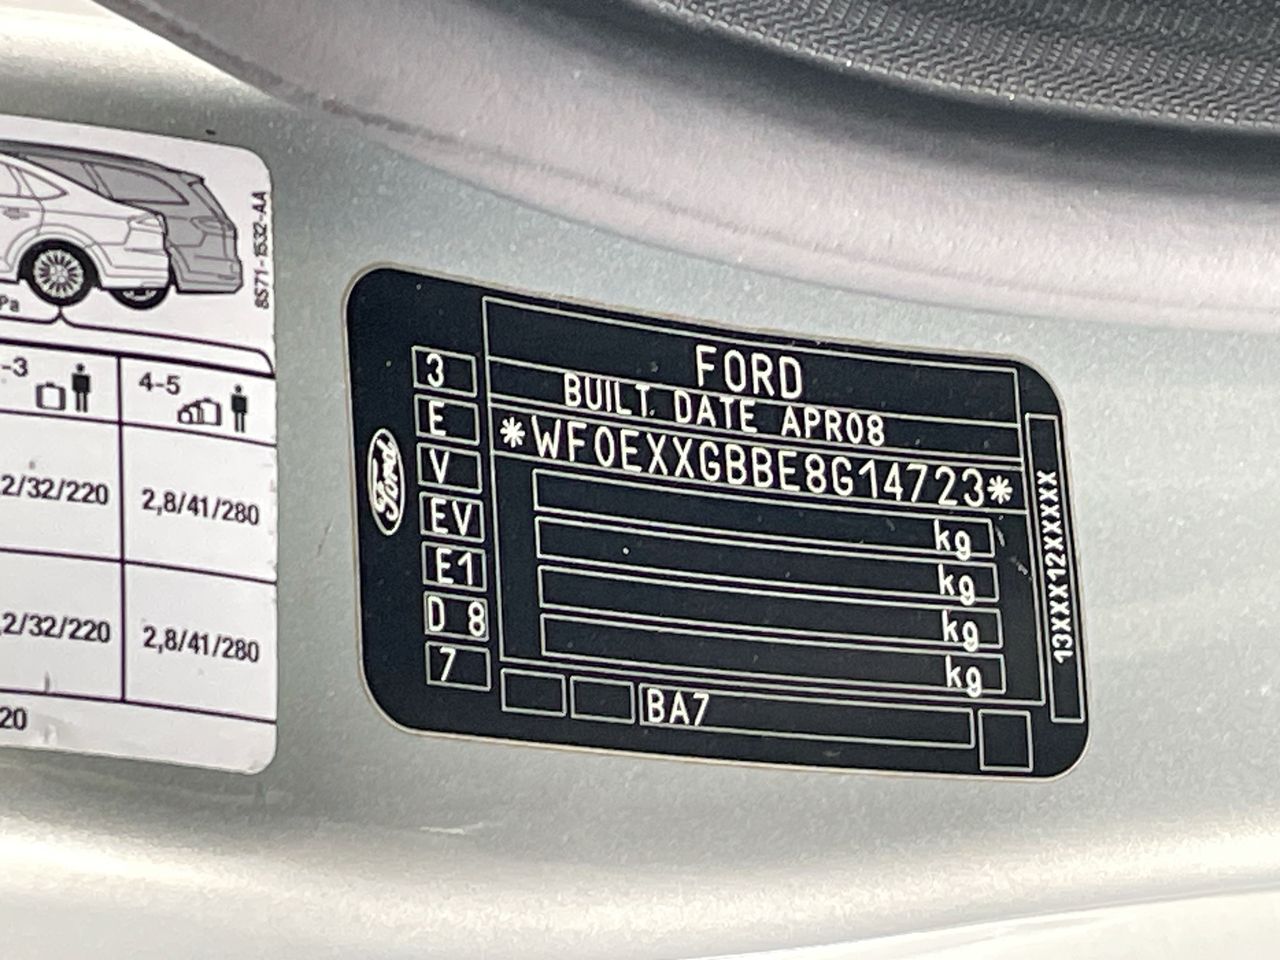 8S71-1532-AA
Pa
-3
4-5
2/32/220
2,8/41/280
2/32/220
2,8/41/280
20
Ford
3
E
V
EV
E1
D 8
7
FORD
BUILT DATE APR08
*WF0EXXGBBE8G14723*
kg
kg
kg
kg
BA7
13XXX12XXXXXX